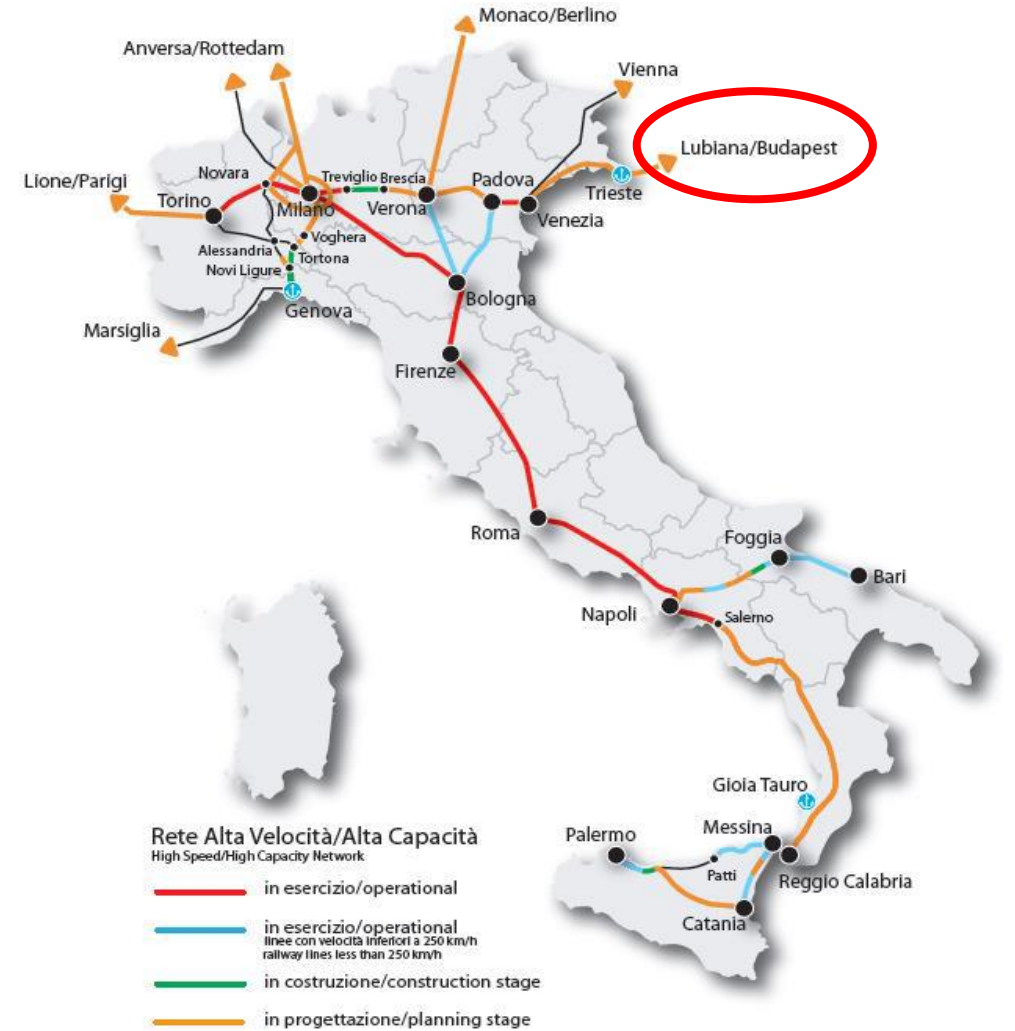 Monaco/Berlino
Anversa/Rottedam
Vienna
Lubiana/Budapest
Lione/Parigi
Novara
Treviglio
Brescia
Padova
Trieste
Torino
Milano
Verona
Venezia
Voghera
Alessandria
Tortona
Novi Ligure
Bologna
Genova
Marsiglia
Firenze
Roma
Foggia
Bari
Napoli
Salerno
Gioia Tauro
Palermo
Messina
Patti
Reggio Calabria
Catania
Rete Alta Velocità/Alta Capacità
High Speed/High Capacity Network
in esercizio/operational
in esercizio/operational
linee con velocità inferiori a 250 km/h
railway lines less than 250 km/h
in costruzione/construction stage
in progettazione/planning stage